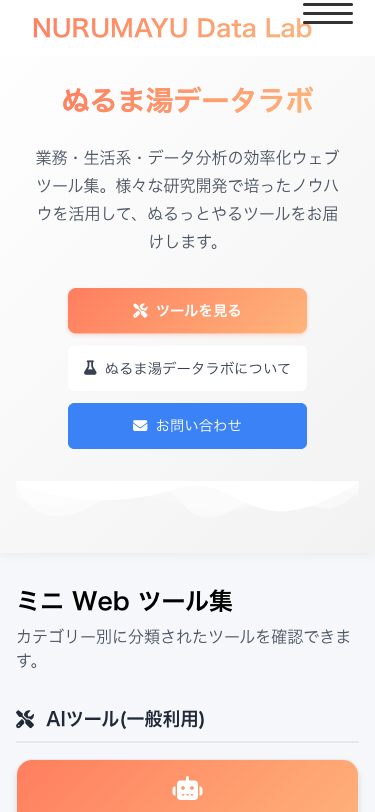 NURUMAYU Data Lab
ぬるま湯データラボ
業務・生活系・データ分析の効率化ウェブ
ツール集。様々な研究開発で培ったノウハ
ウを活用して、ぬるっとやるツールをお届
けします。
ツールを見る
ぬるま湯データラボについて
お問い合わせ
ミニ Web ツール集
カテゴリー別に分類されたツールを確認できま
す。
AIツール(一般利用)